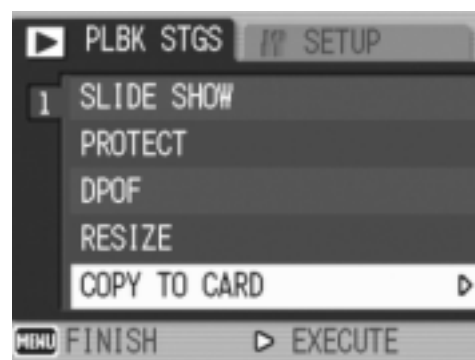 PLBK STGS SETUP
1 SLIDE SHOW
PROTECT
DPOF
RESIZE
COPY TO CARD
MENU FINISH EXECUTE